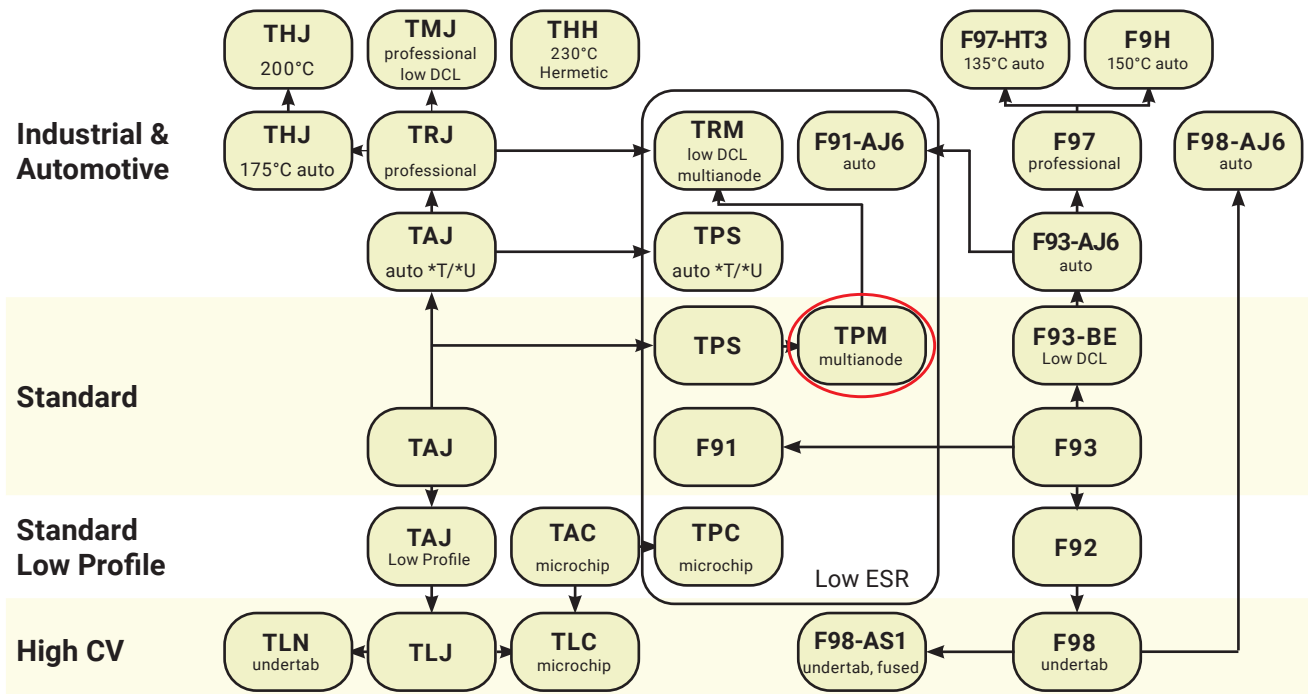 THJ
200°C
TMJ
professional
low DCL
THH
230°C
Hermetic
F97-HT3
135°C auto
F9H
150°C auto
Industrial &
Automotive
THJ
175°C auto
TRJ
professional
TRM
low DCL
multianode
F91-AJ6
auto
F97
professional
F98-AJ6
auto
TAJ
auto *T/*U
TPS
auto *T/*U
F93-AJ6
auto
Standard
TPS
TPM
multianode
F93-BE
Low DCL
TAJ
F91
F93
Standard
Low Profile
TAJ
Low Profile
TAC
microchip
TPC
microchip
Low ESR
F92
High CV
TLN
undertab
TLJ
TLC
microchip
F98-AS1
undertab, fused
F98
undertab